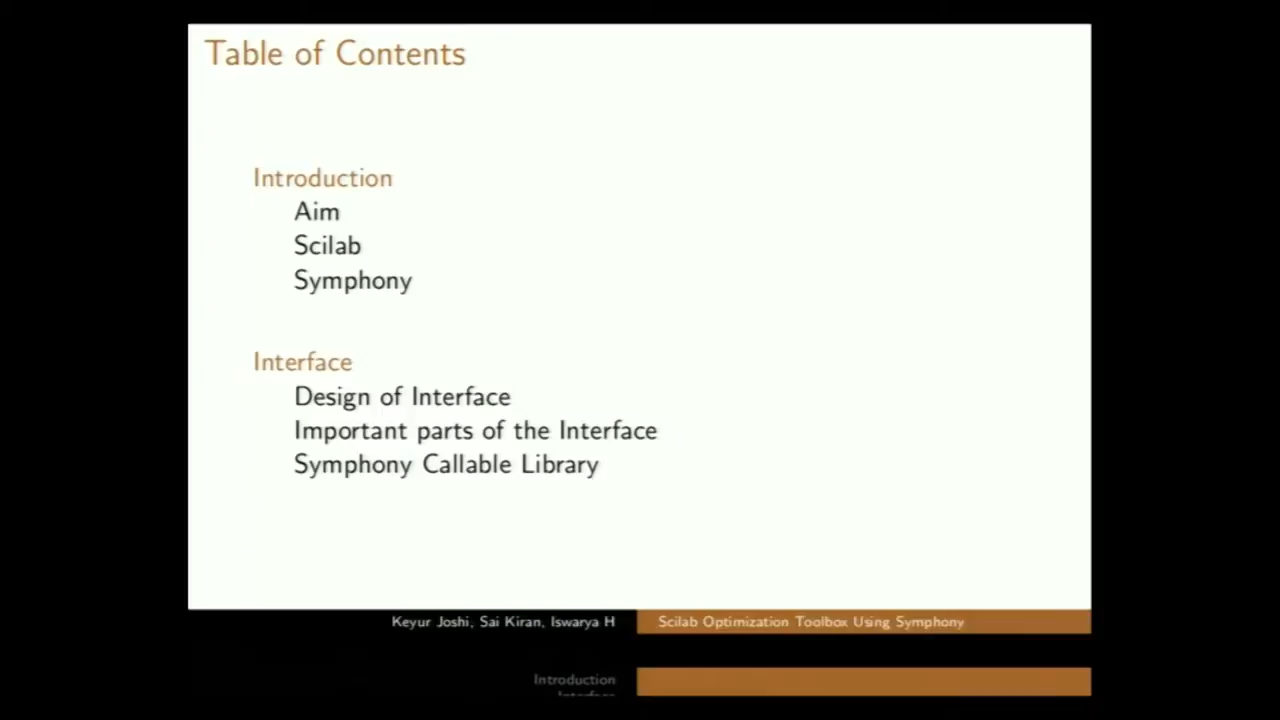 Table of Contents
Introduction
Aim
Scilab
Symphony
Interface
Design of Interface
Important parts of the Interface
Symphony Callable Library
Keyur Joshi, Sai Kiran, Iswarya H
Scilab Optimization Toolbox Using Symphony
Introduction
Interface